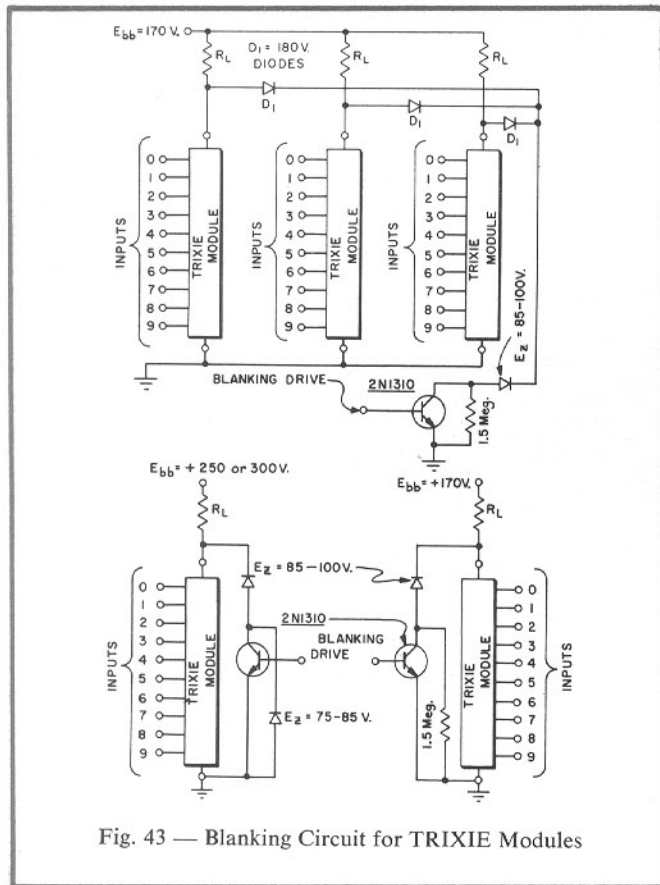 Ebb = 170 V.
RL
D1 = 180 V.
DIODES
RL
RL
D1
D1
D1
INPUTS
0
1
2
3
4
5
6
7
8
9
TRIXIE
MODULE
INPUTS
0
1
2
3
4
5
6
7
8
9
TRIXIE
MODULE
INPUTS
0
1
2
3
4
5
6
7
8
9
TRIXIE
MODULE
Ez = 85-100V.
BLANKING DRIVE
2N1310
1.5 Meg.
Ebb = + 250 or 300V.
RL
Ebb = +170V.
RL
INPUTS
0
1
2
3
4
5
6
7
8
9
TRIXIE
MODULE
Ez = 85-100V.
2N1310
BLANKING
DRIVE
Ez = 75-85 V.
1.5 Meg.
TRIXIE
MODULE
0
1
2
3
4
5
6
7
8
9
INPUTS
Fig. 43 — Blanking Circuit for TRIXIE Modules